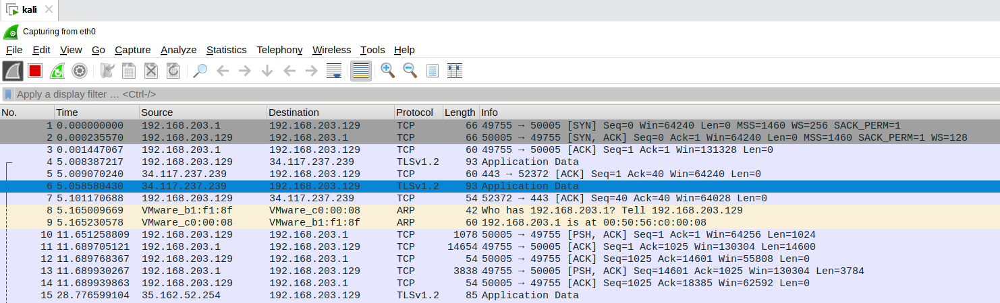 kali
Capturing from eth0
File Edit View Go Capture Analyze Statistics Telephony Wireless Tools Help
Apply a display filter … <Ctrl-/>
No. Time Source Destination Protocol Length Info
1 0.000000000 192.168.203.1 192.168.203.129 TCP 66 49755 → 50005 [SYN] Seq=0 Win=64240 Len=0 MSS=1460 WS=256 SACK_PERM=1
2 0.000235570 192.168.203.129 192.168.203.1 TCP 66 50005 → 49755 [SYN, ACK] Seq=0 Ack=1 Win=64240 Len=0 MSS=1460 SACK_PERM=1 WS=128
3 0.001447067 192.168.203.1 192.168.203.129 TCP 60 49755 → 50005 [ACK] Seq=1 Ack=1 Win=131328 Len=0
4 5.008387217 192.168.203.129 34.117.237.239 TLSv1.2 93 Application Data
5 5.009070240 34.117.237.239 192.168.203.129 TCP 60 443 → 52372 [ACK] Seq=1 Ack=40 Win=64240 Len=0
6 5.058580430 34.117.237.239 192.168.203.129 TLSv1.2 93 Application Data
7 5.101170688 192.168.203.129 34.117.237.239 TCP 54 52372 → 443 [ACK] Seq=40 Ack=40 Win=64028 Len=0
8 5.165009669 VMware_b1:f1:8f VMware_c0:00:08 ARP 42 Who has 192.168.203.1? Tell 192.168.203.129
9 5.165230578 VMware_c0:00:08 VMware_b1:f1:8f ARP 60 192.168.203.1 is at 00:50:56:c0:00:08
10 11.651258809 192.168.203.129 192.168.203.1 TCP 1078 50005 → 49755 [PSH, ACK] Seq=1 Ack=1 Win=64256 Len=1024
11 11.689705121 192.168.203.1 192.168.203.129 TCP 14654 49755 → 50005 [ACK] Seq=1 Ack=1025 Win=130304 Len=14600
12 11.689768367 192.168.203.129 192.168.203.1 TCP 54 50005 → 49755 [ACK] Seq=1025 Ack=14601 Win=55808 Len=0
13 11.689930267 192.168.203.1 192.168.203.129 TCP 3838 49755 → 50005 [PSH, ACK] Seq=14601 Ack=1025 Win=130304 Len=3784
14 11.689939863 192.168.203.129 192.168.203.1 TCP 54 50005 → 49755 [ACK] Seq=1025 Ack=18385 Win=62592 Len=0
15 28.776599104 35.162.52.254 192.168.203.129 TLSv1.2 85 Application Data